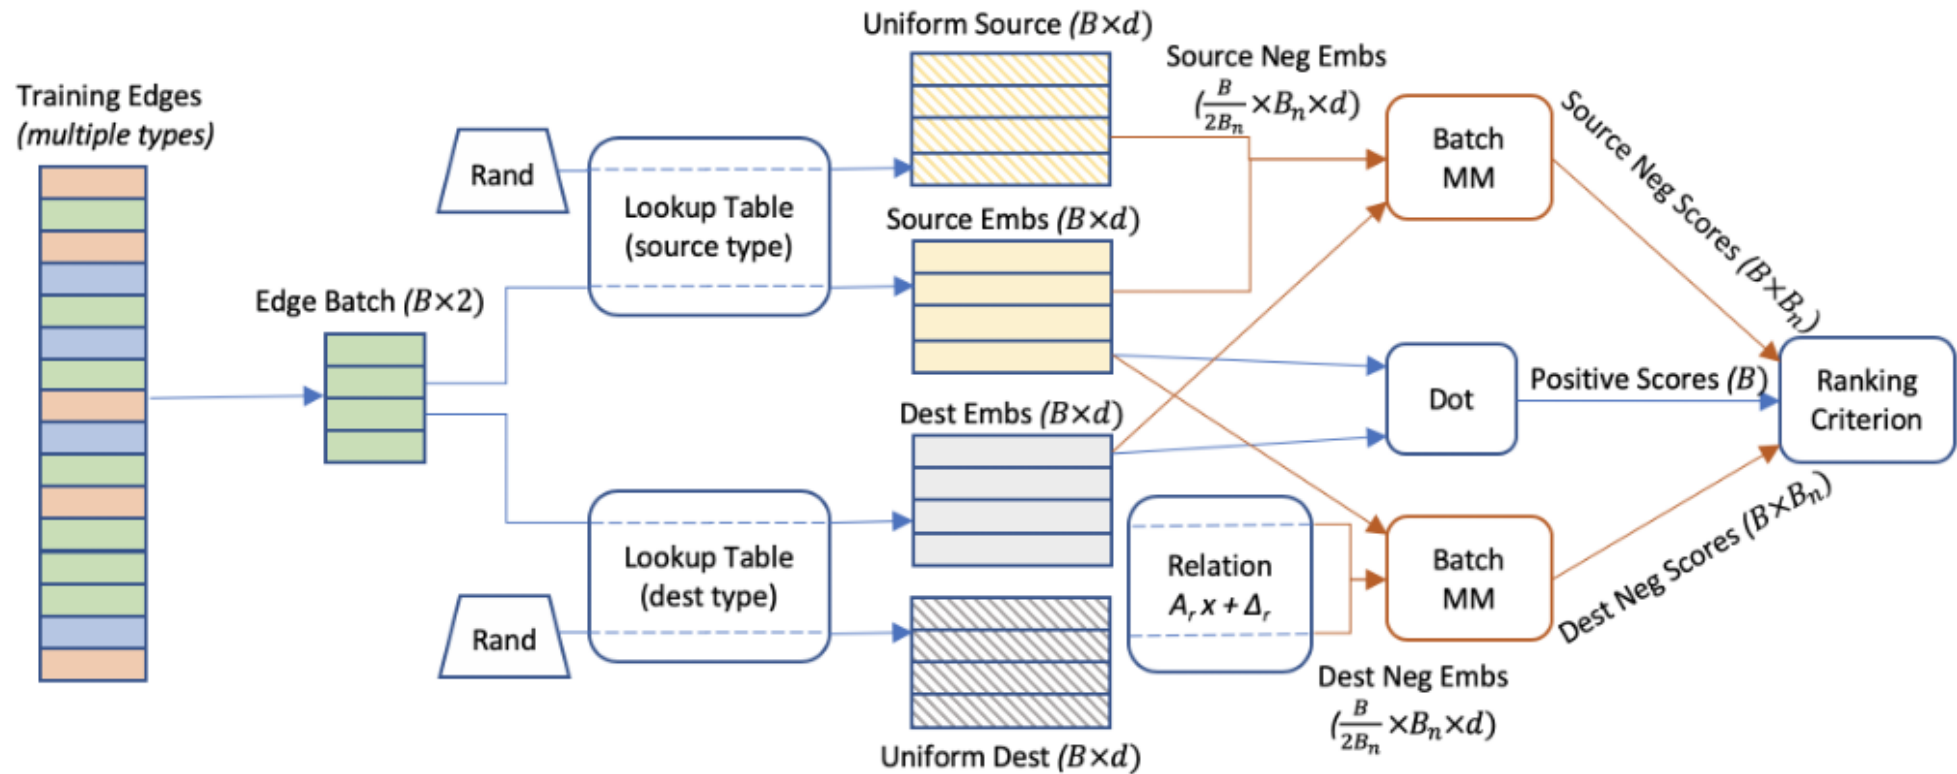 Training Edges
(multiple types)
Edge Batch (B×2)
Rand
Lookup Table
(source type)
Lookup Table
(dest type)
Rand
Uniform Source (B×d)
Source Embs (B×d)
Dest Embs (B×d)
Uniform Dest (B×d)
Source Neg Embs
(B/2Bₙ×Bₙ×d)
Relation
Aᵣ x + Δᵣ
Dest Neg Embs
(B/2Bₙ×Bₙ×d)
Batch
MM
Dot
Batch
MM
Source Neg Scores (B×Bₙ)
Positive Scores (B)
Dest Neg Scores (B×Bₙ)
Ranking
Criterion